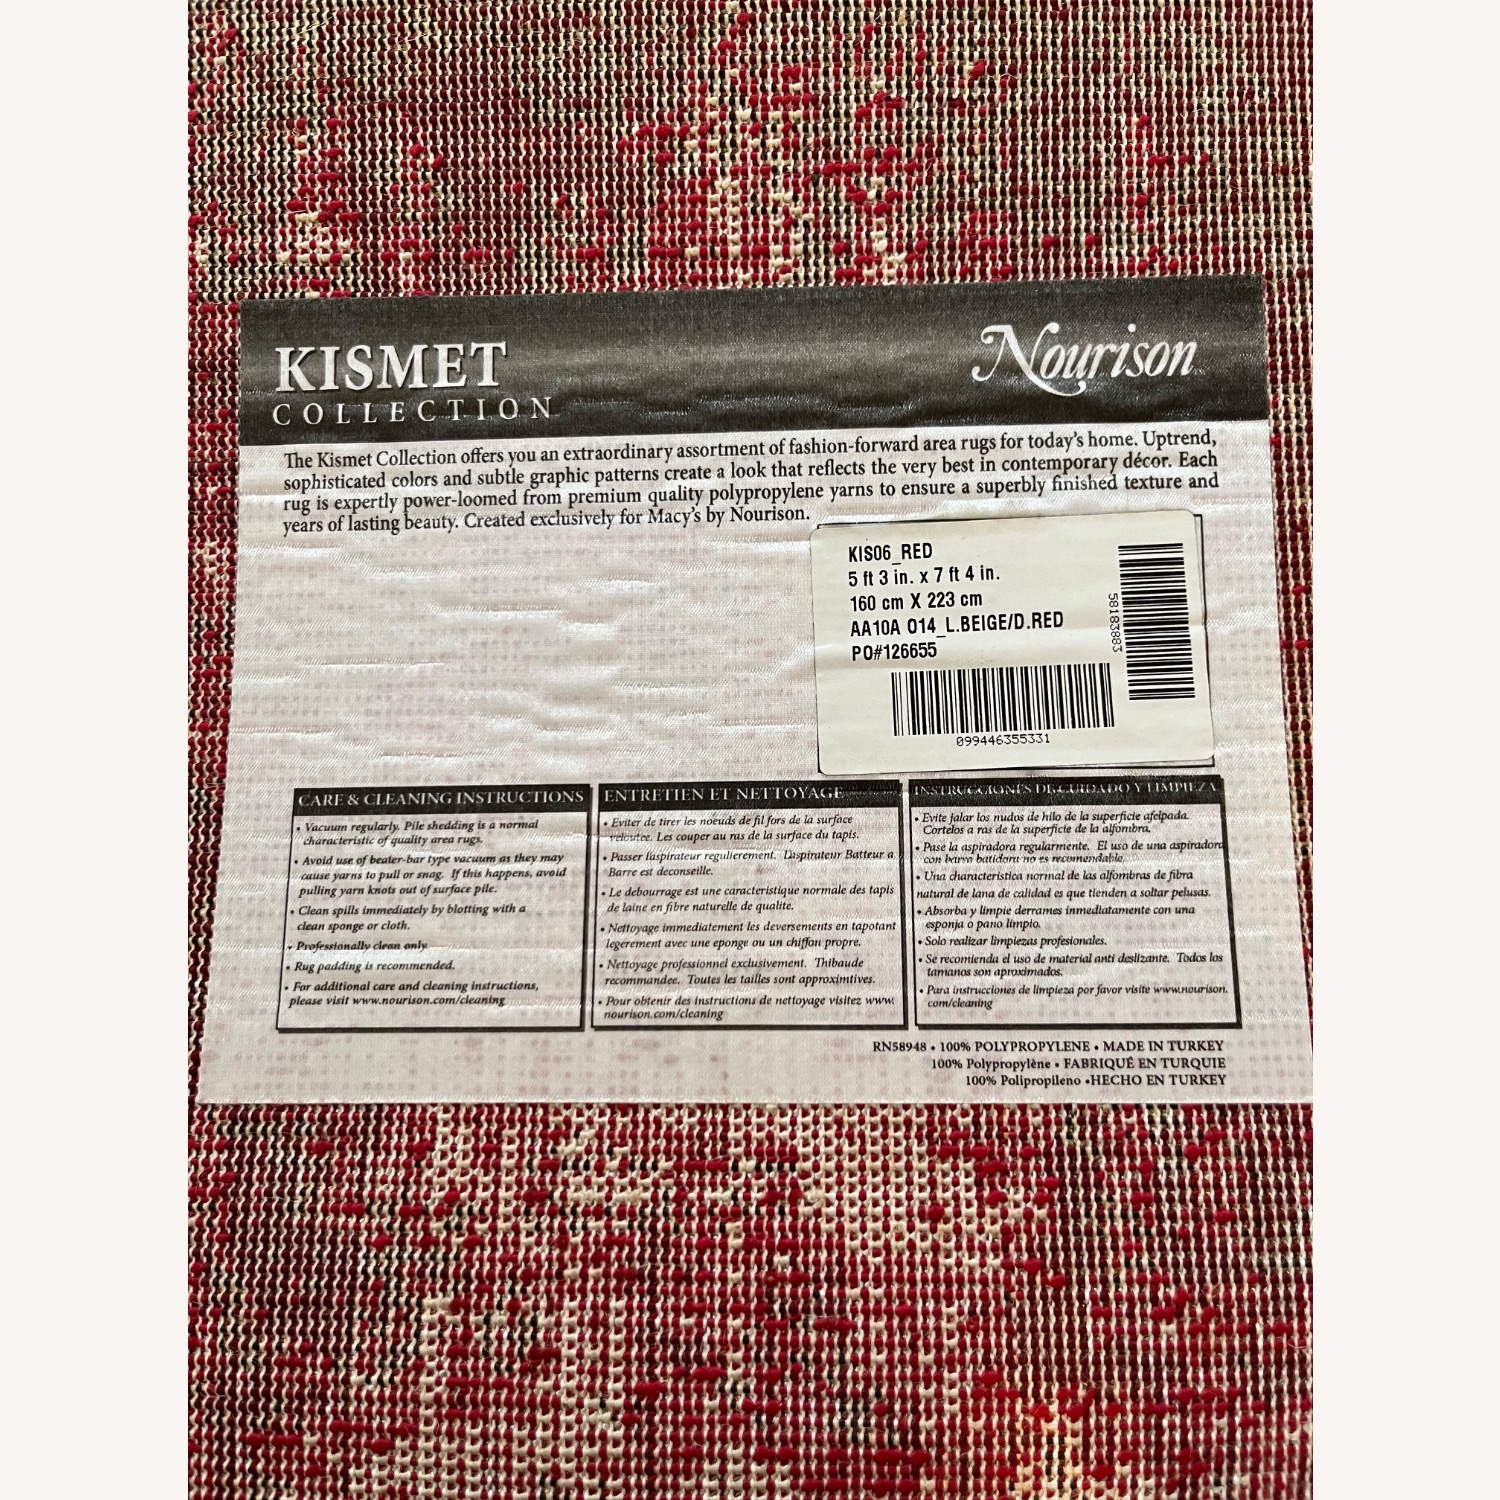 KISMET
COLLECTION
Nourison
The Kismet Collection offers you an extraordinary assortment of fashion-forward area rugs for today's home. Uptrend,
sophisticated colors and subtle graphic patterns create a look that reflects the very best in contemporary décor. Each
rug is expertly power-loomed from premium quality polypropylene yarns to ensure a superbly finished texture and
years of lasting beauty. Created exclusively for Macy's by Nourison.
KIS06_RED
5 ft 3 in. x 7 ft 4 in.
160 cm X 223 cm
AA10A O14_L.BEIGE/D.RED
PO#126655
58183883
099446355331
CARE & CLEANING INSTRUCTIONS
• Vacuum regularly. Pile shedding is a normal
characteristic of quality area rugs.
• Avoid use of beater-bar type vacuum as they may
cause yarns to pull or snag. If this happens, avoid
pulling yarn knots out of surface pile.
• Clean spills immediately by blotting with a
clean sponge or cloth.
• Professionally clean only.
• Rug padding is recommended.
• For additional care and cleaning instructions,
please visit www.nourison.com/cleaning
ENTRETIEN ET NETTOYAGE
• Eviter de tirer les noeuds de fil fors de la surface
veloutee. Les couper au ras de la surface du tapis.
• Passer l'aspirateur regulierement. L'aspirateur Batteur a
Barre est deconseille.
• Le debourrage est une caracteristique normale des tapis
de laine en fibre naturelle de qualite.
• Nettoyage immediatement les deversements en tapotant
legerement avec une eponge ou un chiffon propre.
• Nettoyage professionnel exclusivement. Thibaude
recommandee. Toutes les tailles sont approximtives.
• Pour obtenir des instructions de nettoyage visitez www.
nourison.com/cleaning
INSTRUCCIONES DE CUIDADO Y LIMPIEZA
• Evite jalar los nudos de hilo de la superficie afelpada.
Cortelos a ras de la superficie de la alfombra.
• Pase la aspiradora regularmente. El uso de una aspiradora
con barra batidora no es recomendable.
• Una characteristica normal de las alfombras de fibra
natural de lana de calidad es que tienden a soltar pelusas.
• Absorba y limpie derrames inmediatamente con una
esponja o pano limpio.
• Solo realizar limpiezas profesionales.
• Se recomienda el uso de material anti deslizante. Todos los
tamanos son aproximados.
• Para instrucciones de limpieza por favor visite www.nourison.
com/cleaning
RN58948 • 100% POLYPROPYLENE • MADE IN TURKEY
100% Polypropylène • FABRIQUÉ EN TURQUIE
100% Polipropileno •HECHO EN TURKEY